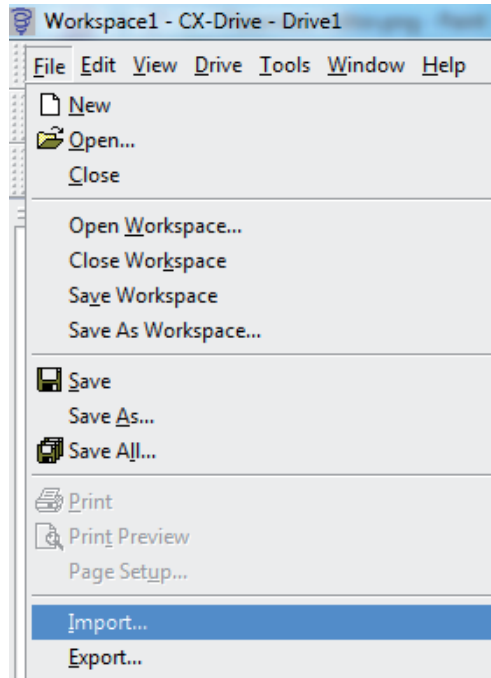 Workspace1 - CX-Drive - Drive1
File Edit View Drive Tools Window Help
New
Open...
Close
Open Workspace...
Close Workspace
Save Workspace
Save As Workspace...
Save
Save As...
Save All...
Print
Print Preview
Page Setup...
Import...
Export...